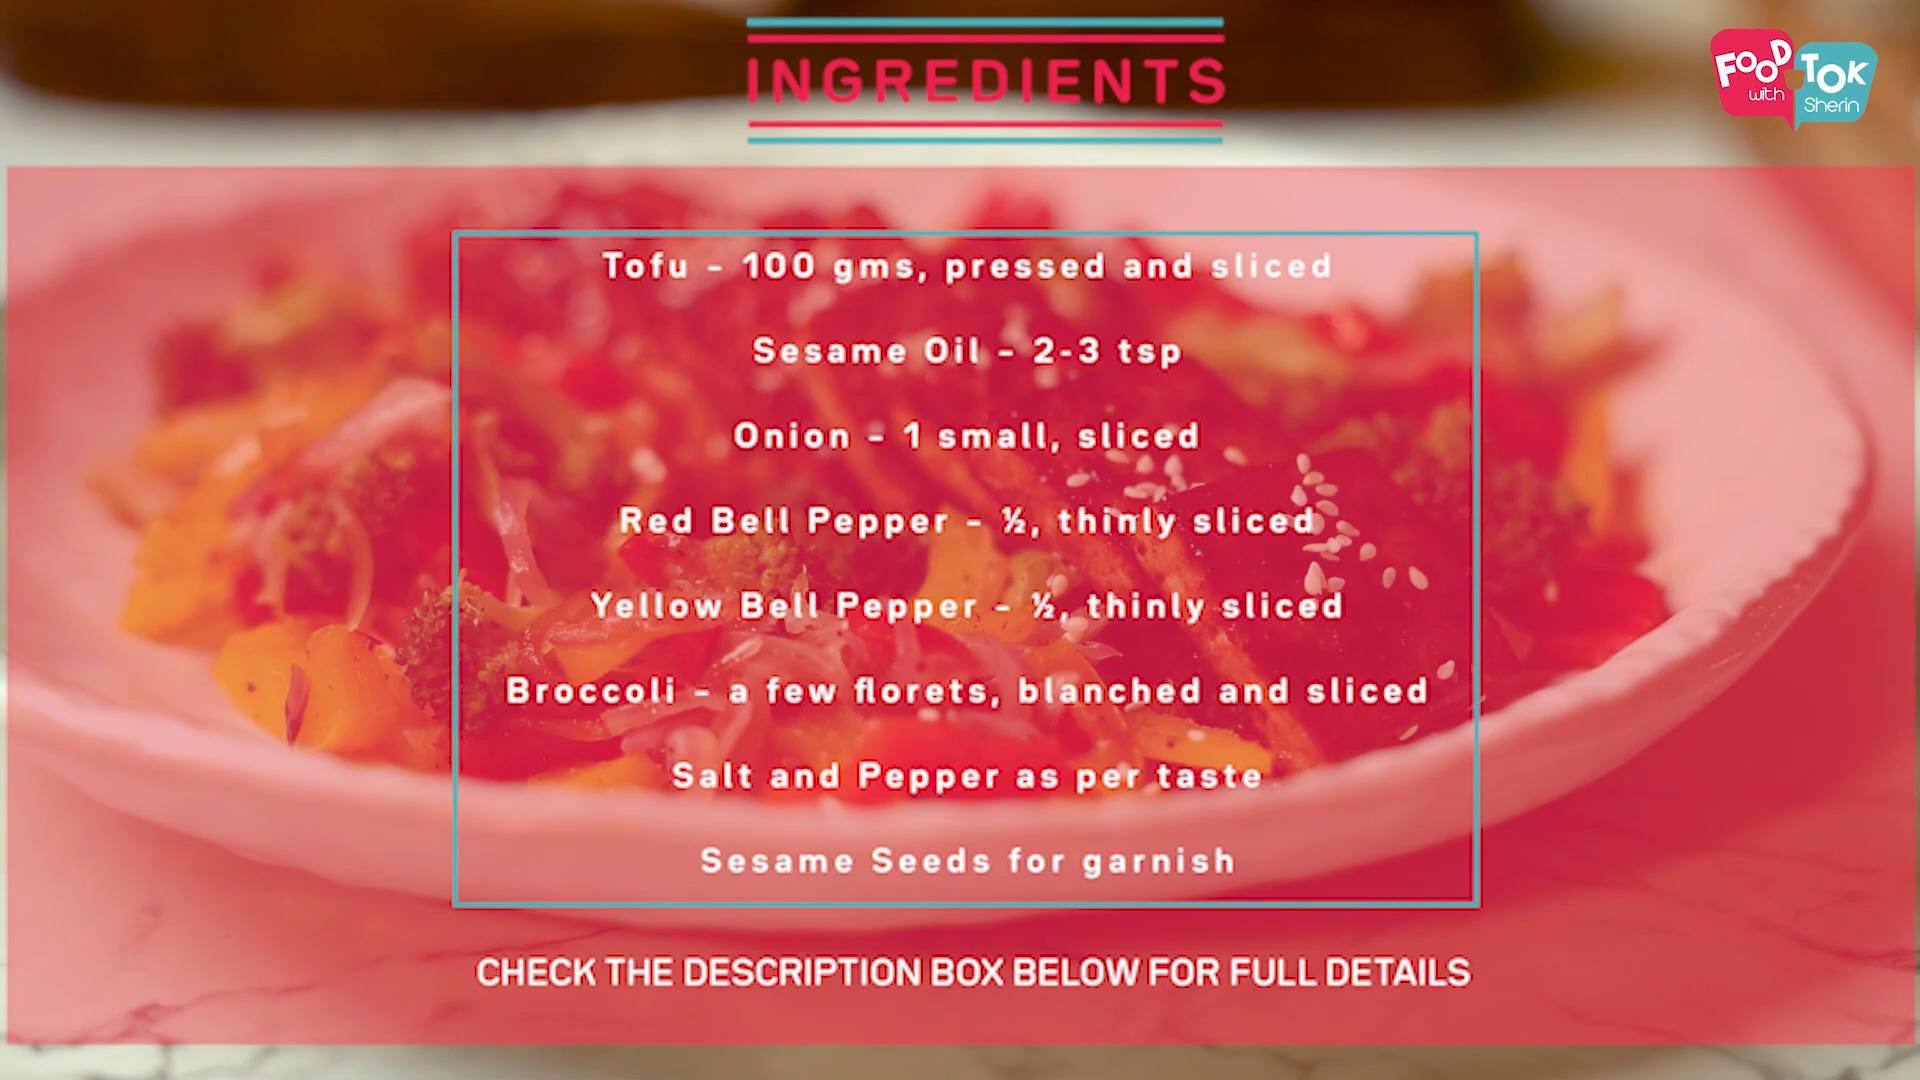 INGREDIENTS
FOOD TOK
with Sherin
Tofu - 100 gms, pressed and sliced
Sesame Oil - 2-3 tsp
Onion - 1 small, sliced
Red Bell Pepper - ½, thinly sliced
Yellow Bell Pepper - ½, thinly sliced
Broccoli - a few florets, blanched and sliced
Salt and Pepper as per taste
Sesame Seeds for garnish
CHECK THE DESCRIPTION BOX BELOW FOR FULL DETAILS